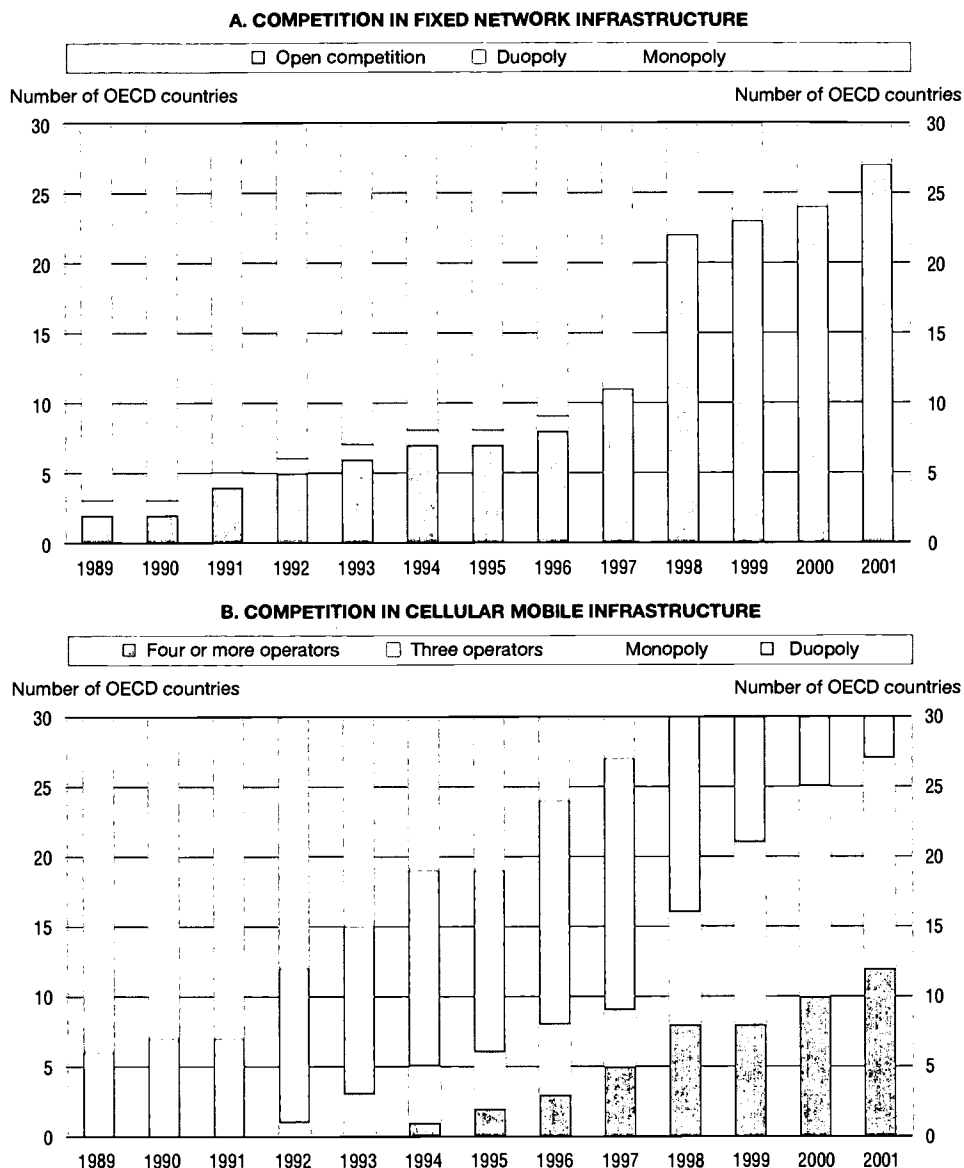 A. COMPETITION IN FIXED NETWORK INFRASTRUCTURE
Open competition Duopoly Monopoly
Number of OECD countries Number of OECD countries
30 30
25 25
20 20
15 15
10 10
5 5
0 0
1989 1990 1991 1992 1993 1994 1995 1996 1997 1998 1999 2000 2001
B. COMPETITION IN CELLULAR MOBILE INFRASTRUCTURE
Four or more operators Three operators Monopoly Duopoly
Number of OECD countries Number of OECD countries
30 30
25 25
20 20
15 15
10 10
5 5
0 0
1989 1990 1991 1992 1993 1994 1995 1996 1997 1998 1999 2000 2001